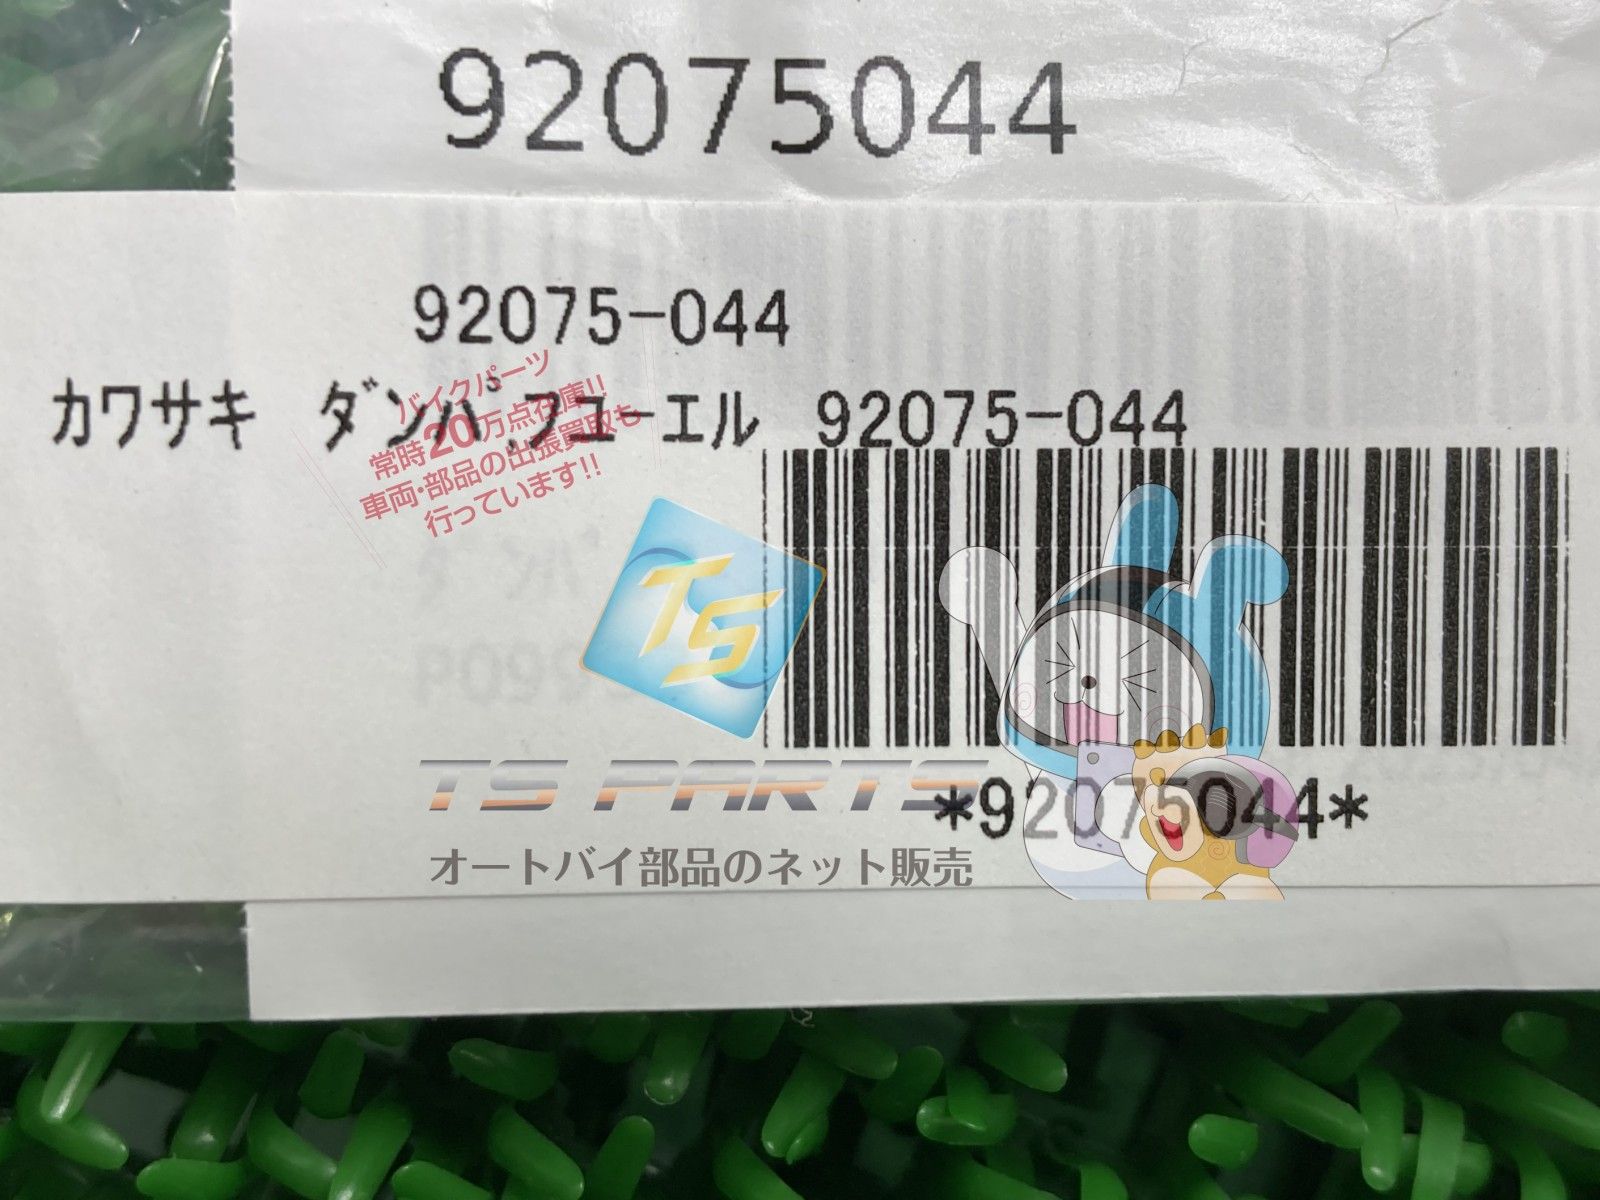 92075044
92075-044
カワサキ ダンパ,フユーエル 92075-044
バイクパーツ
常時20万点在庫!!
車両・部品の出張買取も
行っています!!
TS
TS PARTS
オートバイ部品のネット販売
*92075044*